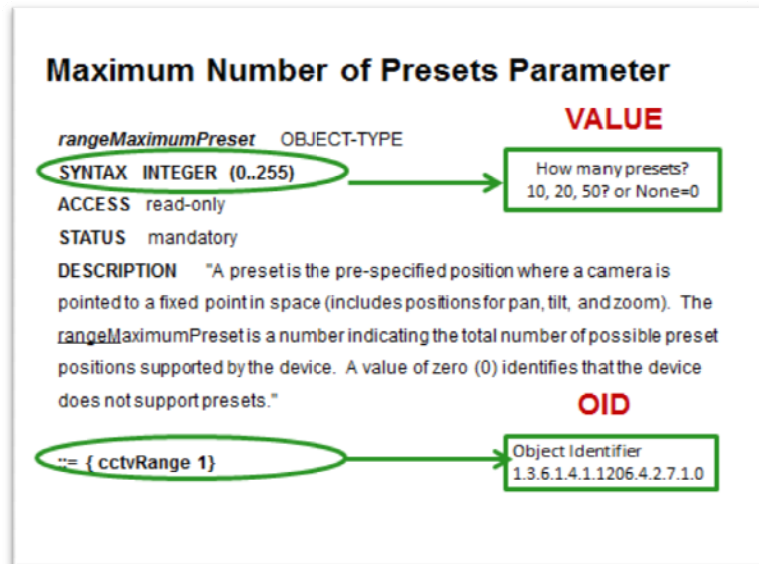 Maximum Number of Presets Parameter
VALUE
rangeMaximumPreset OBJECT-TYPE
SYNTAX INTEGER (0..255)
How many presets?
10, 20, 50? or None=0
ACCESS read-only
STATUS mandatory
DESCRIPTION "A preset is the pre-specified position where a camera is
pointed to a fixed point in space (includes positions for pan, tilt, and zoom). The
rangeMaximumPreset is a number indicating the total number of possible preset
positions supported by the device. A value of zero (0) identifies that the device
does not support presets."
OID
::= { cctvRange 1}
Object Identifier
1.3.6.1.4.1.1206.4.2.7.1.0